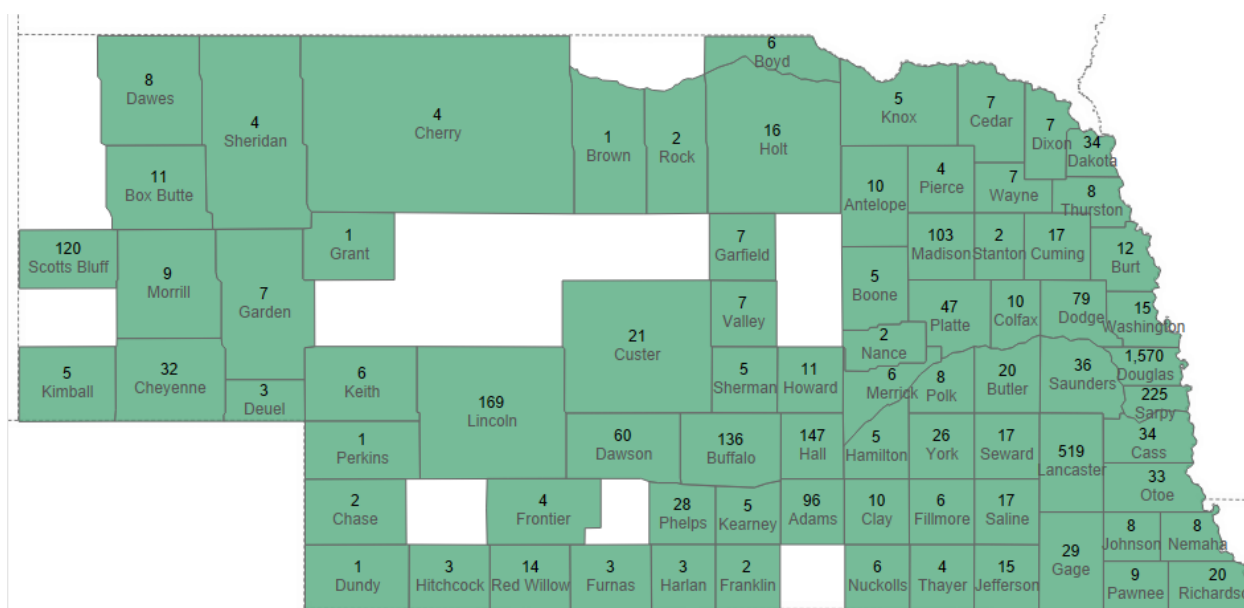 8
Dawes
4
Sheridan
4
Cherry
1
Brown
2
Rock
6
Boyd
16
Holt
5
Knox
7
Cedar
7
Dixon
34
Dakota
11
Box Butte
10
Antelope
4
Pierce
7
Wayne
8
Thurston
120
Scotts Bluff
9
Morrill
7
Garden
1
Grant
7
Garfield
103
Madison
2
Stanton
17
Cuming
12
Burt
5
Boone
7
Valley
21
Custer
47
Platte
10
Colfax
79
Dodge
15
Washington
2
Nance
5
Kimball
32
Cheyenne
3
Deuel
6
Keith
169
Lincoln
5
Sherman
11
Howard
6
Merrick
8
Polk
20
Butler
36
Saunders
1,570
Douglas
225
Sarpy
1
Perkins
60
Dawson
136
Buffalo
147
Hall
5
Hamilton
26
York
17
Seward
519
Lancaster
34
Cass
33
Otoe
2
Chase
4
Frontier
28
Phelps
5
Kearney
96
Adams
10
Clay
6
Fillmore
17
Saline
29
Gage
8
Johnson
8
Nemaha
1
Dundy
3
Hitchcock
14
Red Willow
3
Furnas
3
Harlan
2
Franklin
6
Nuckolls
4
Thayer
15
Jefferson
9
Pawnee
20
Richardso